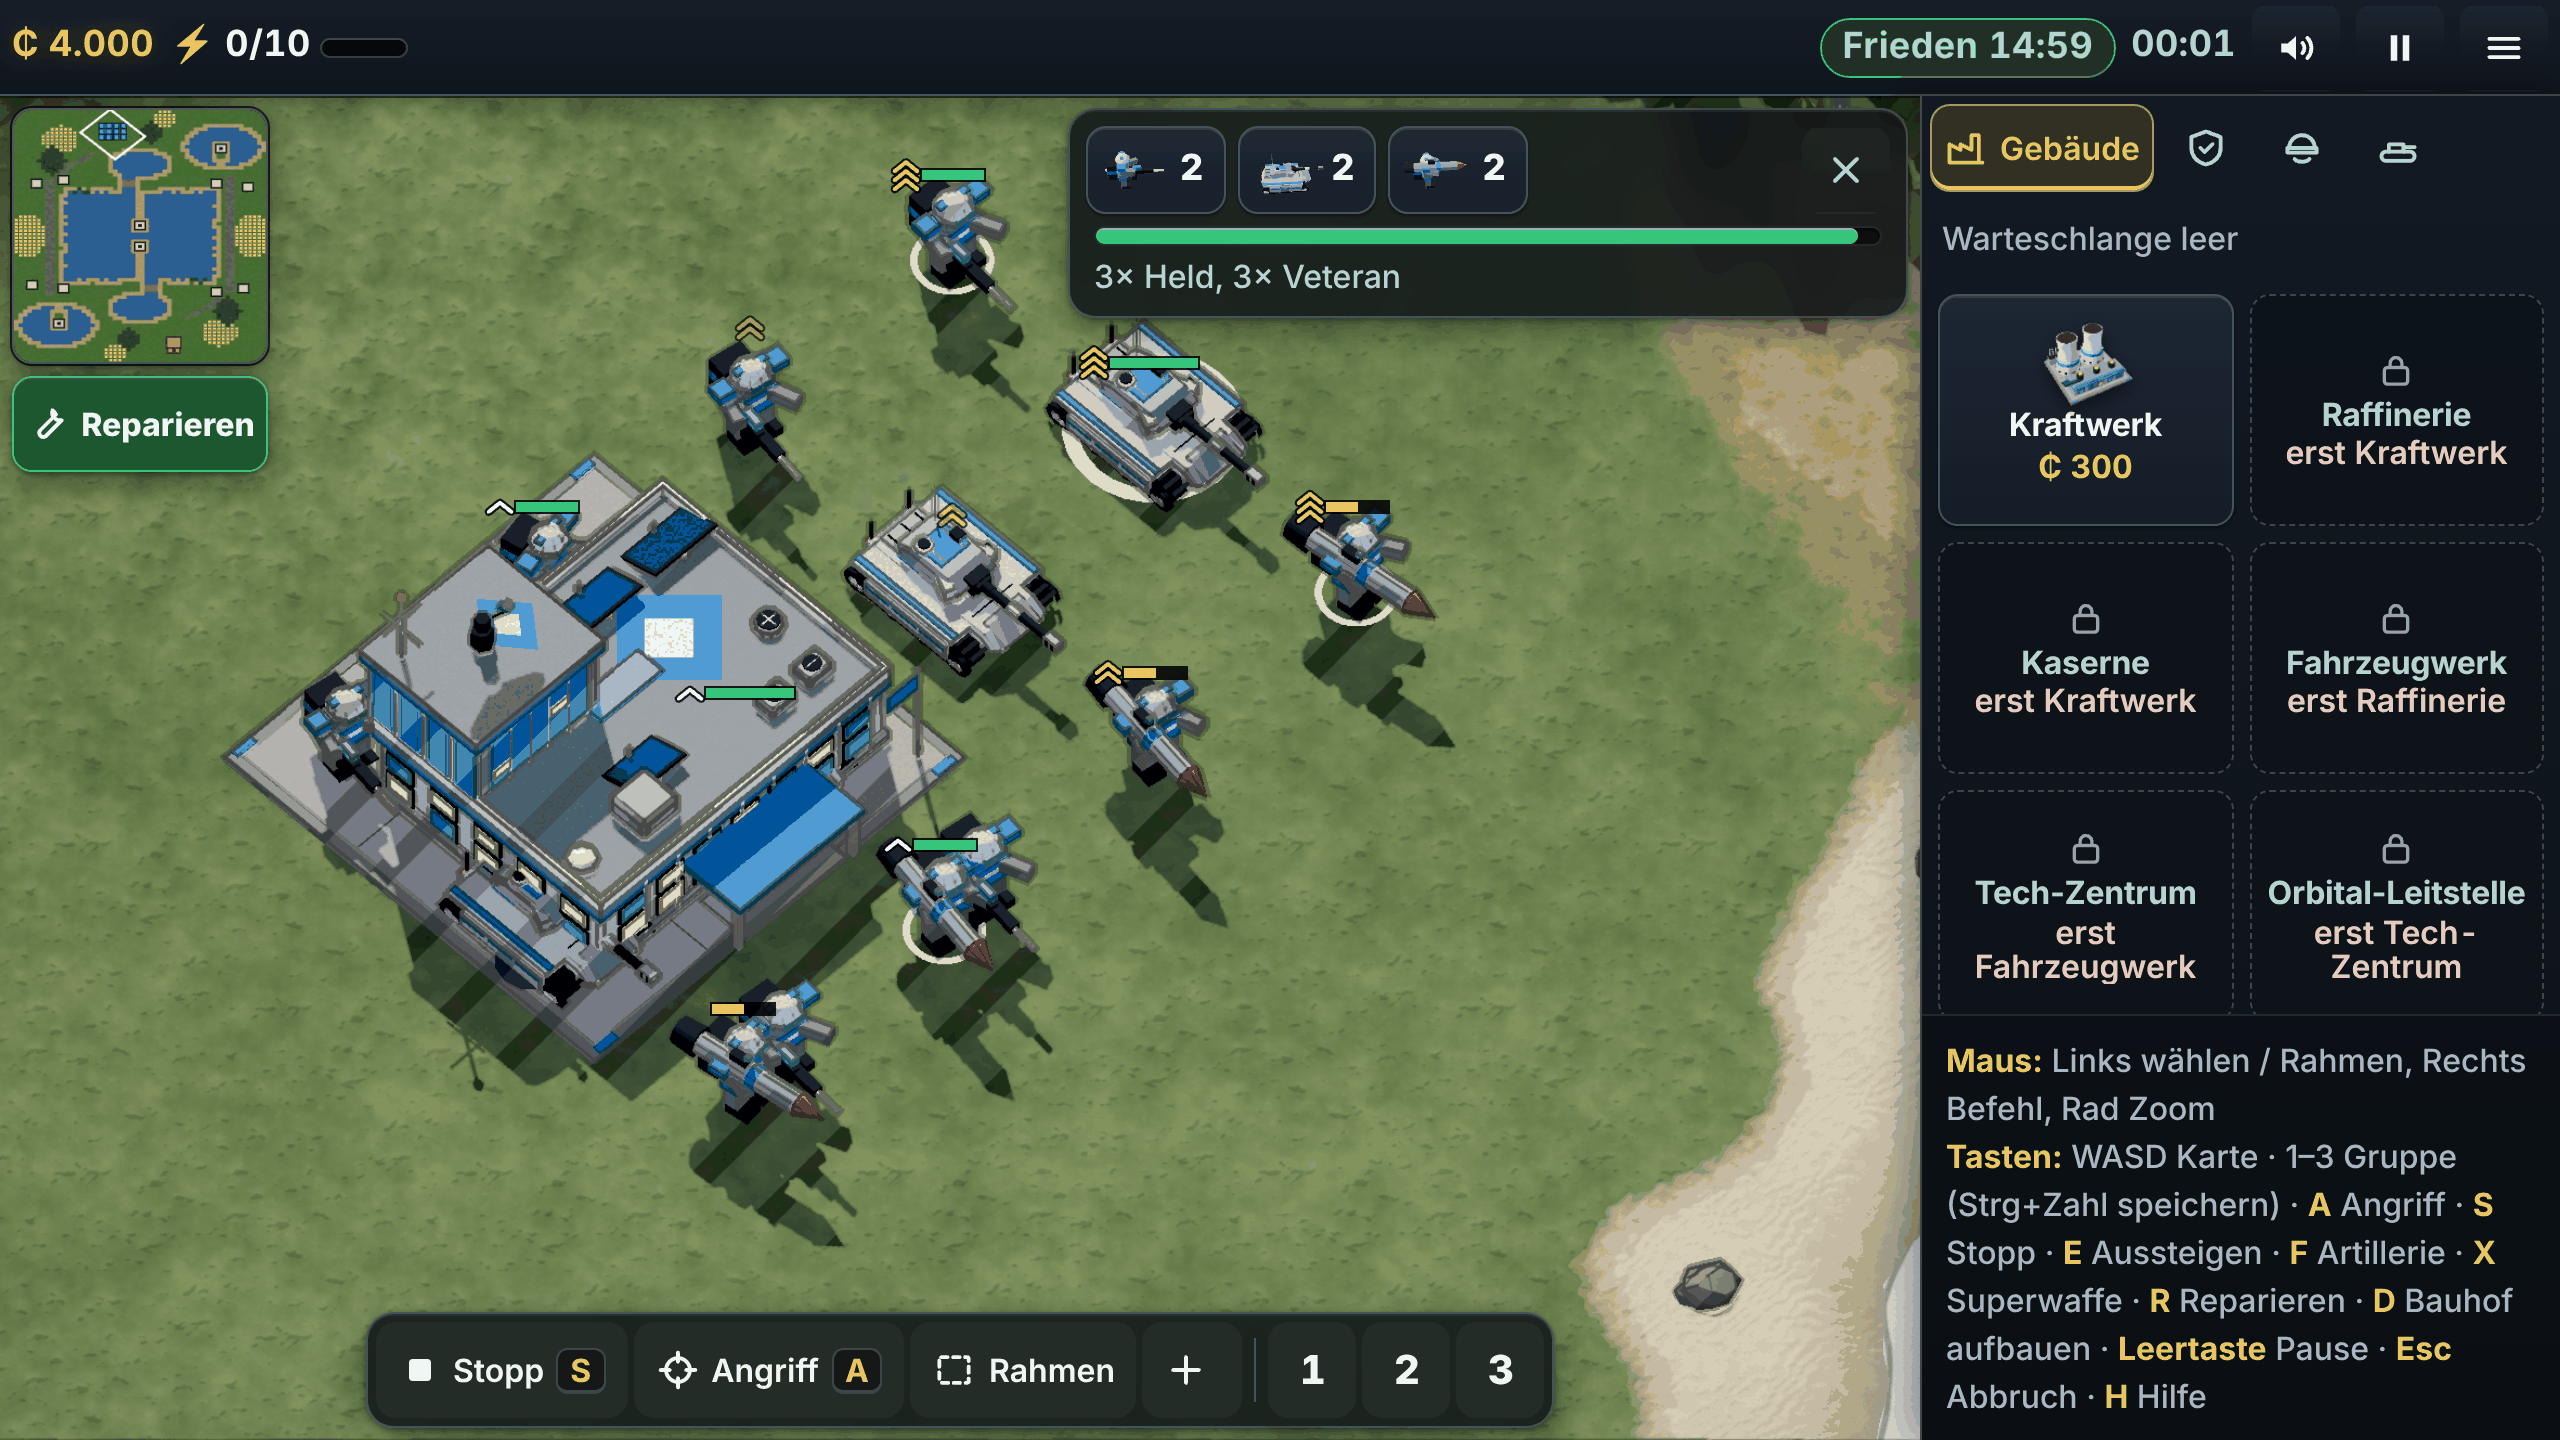 ₵ 4.000 0/10
Frieden 14:59 00:01
2 2 2
3× Held, 3× Veteran
Reparieren
Gebäude
Warteschlange leer
Kraftwerk
₵ 300
Raffinerie
erst Kraftwerk
Kaserne
erst Kraftwerk
Fahrzeugwerk
erst Raffinerie
Tech-Zentrum
erst
Fahrzeugwerk
Orbital-Leitstelle
erst Tech-
Zentrum
Maus: Links wählen / Rahmen, Rechts
Befehl, Rad Zoom
Tasten: WASD Karte · 1–3 Gruppe
(Strg+Zahl speichern) · A Angriff · S
Stopp · E Aussteigen · F Artillerie · X
Superwaffe · R Reparieren · D Bauhof
aufbauen · Leertaste Pause · Esc
Abbruch · H Hilfe
Stopp S Angriff A Rahmen + 1 2 3